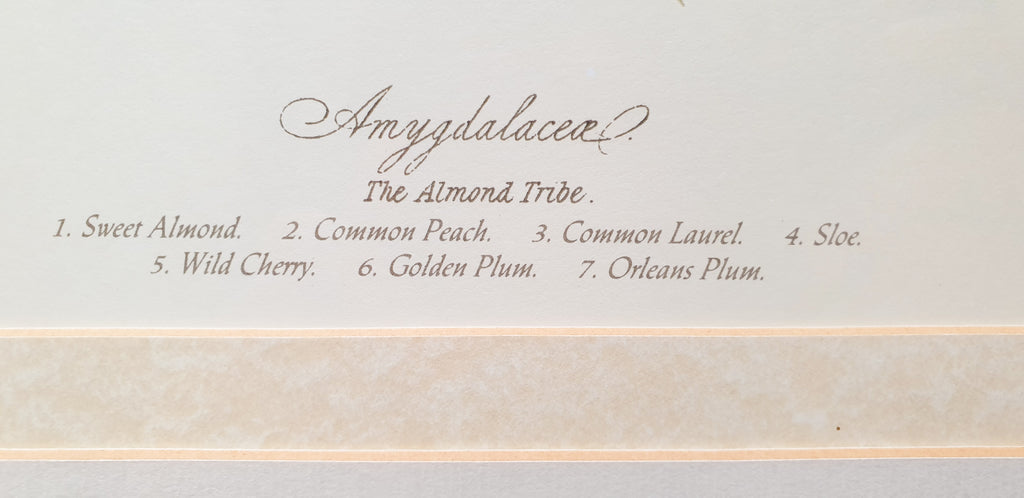 Amygdalaceæ.
The Almond Tribe.
1. Sweet Almond. 2. Common Peach. 3. Common Laurel. 4. Sloe.
5. Wild Cherry. 6. Golden Plum. 7. Orleans Plum.